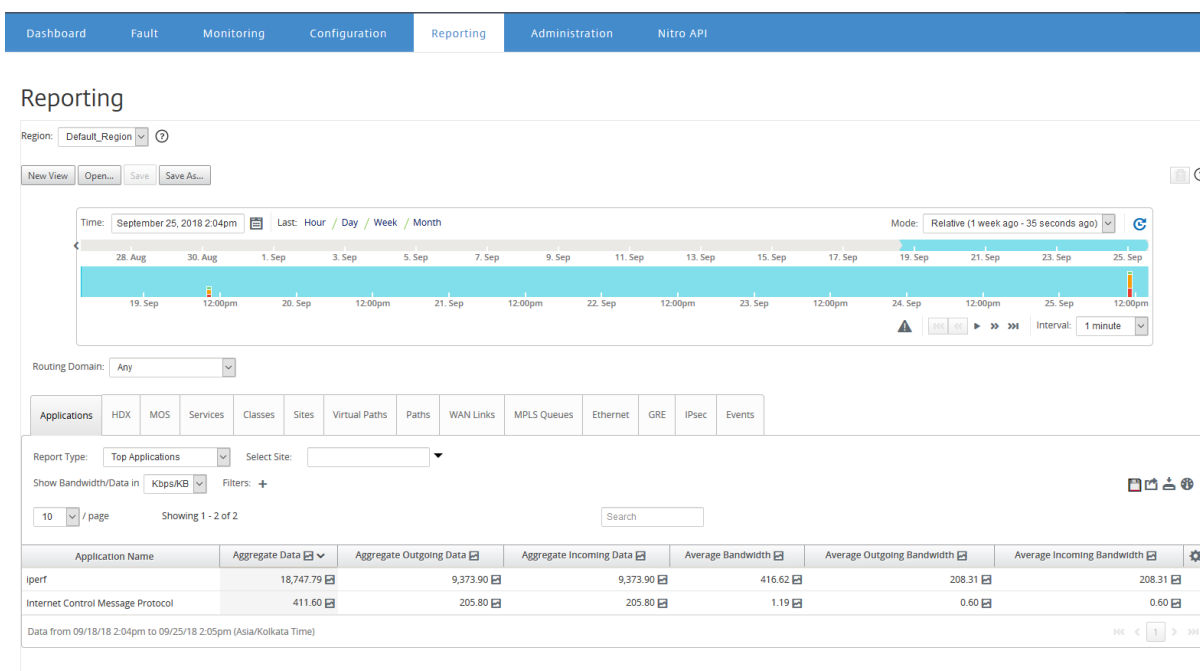 Dashboard Fault Monitoring Configuration Reporting Administration Nitro API
Reporting
Region: Default_Region ?
New View Open... Save Save As...
Time: September 25, 2018 2:04pm Last: Hour / Day / Week / Month Mode: Relative (1 week ago - 35 seconds ago)
28. Aug 30. Aug 1. Sep 3. Sep 5. Sep 7. Sep 9. Sep 11. Sep 13. Sep 15. Sep 17. Sep 19. Sep 21. Sep 23. Sep 25. Sep
19. Sep 12:00pm 20. Sep 12:00pm 21. Sep 12:00pm 22. Sep 12:00pm 23. Sep 12:00pm 24. Sep 12:00pm 25. Sep 12:00pm
Interval: 1 minute
Routing Domain: Any
Applications HDX MOS Services Classes Sites Virtual Paths Paths WAN Links MPLS Queues Ethernet GRE IPsec Events
Report Type: Top Applications Select Site:
Show Bandwidth/Data in Kbps/KB Filters: +
10 / page Showing 1 - 2 of 2 Search
Application Name Aggregate Data Aggregate Outgoing Data Aggregate Incoming Data Average Bandwidth Average Outgoing Bandwidth Average Incoming Bandwidth
iperf 18,747.79 9,373.90 9,373.90 416.62 208.31 208.31
Internet Control Message Protocol 411.60 205.80 205.80 1.19 0.60 0.60
Data from 09/18/18 2:04pm to 09/25/18 2:05pm (Asia/Kolkata Time) 1